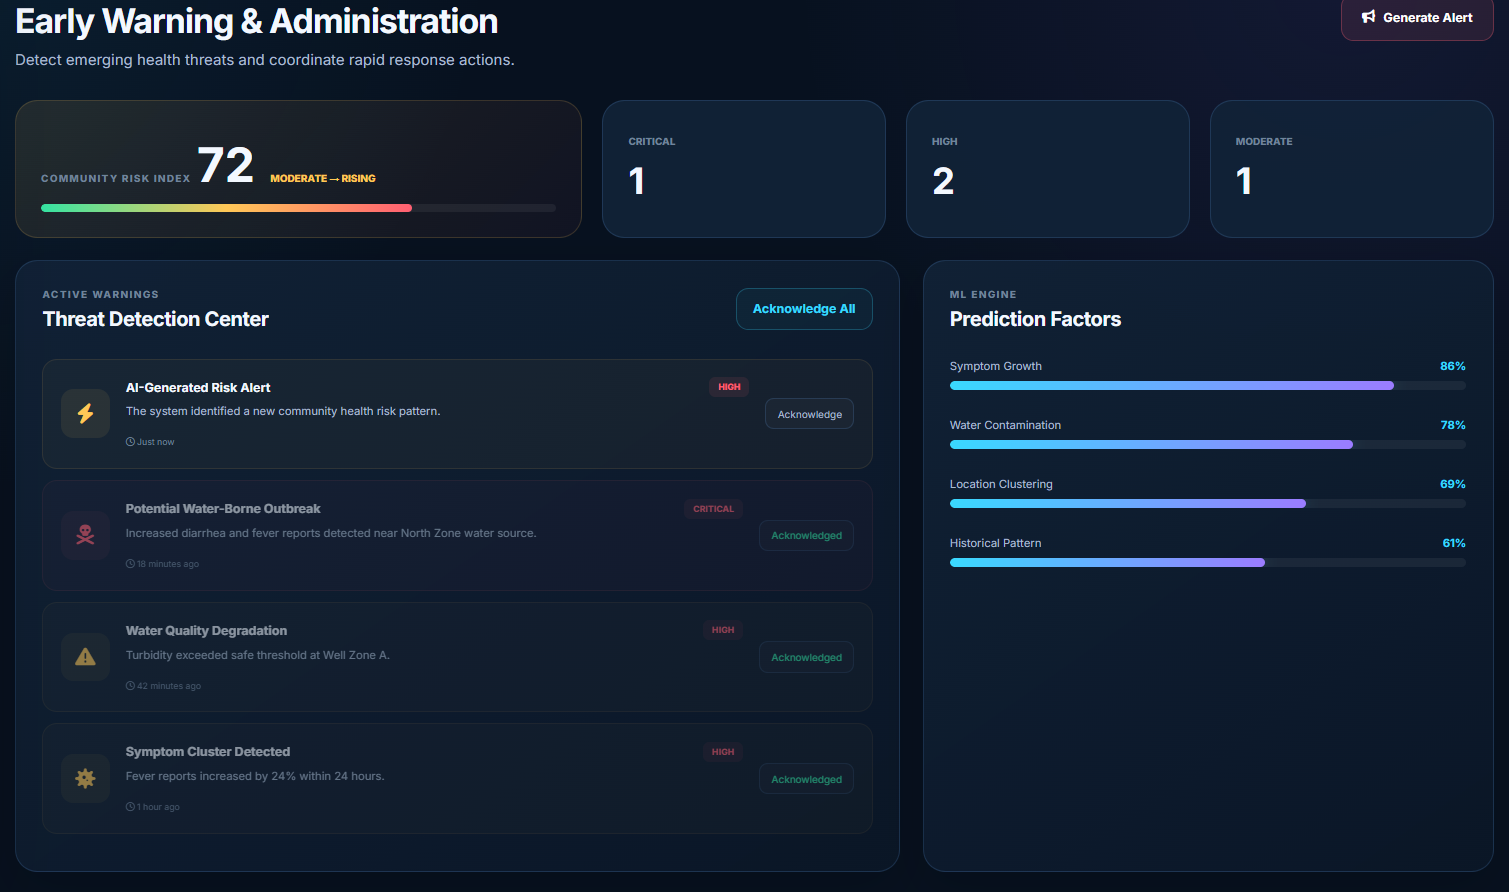 Early Warning & Administration
Generate Alert
Detect emerging health threats and coordinate rapid response actions.
COMMUNITY RISK INDEX 72 MODERATE → RISING
CRITICAL
1
HIGH
2
MODERATE
1
ACTIVE WARNINGS
Threat Detection Center
Acknowledge All
AI-Generated Risk Alert
HIGH
The system identified a new community health risk pattern.
Acknowledge
Just now
Potential Water-Borne Outbreak
CRITICAL
Increased diarrhea and fever reports detected near North Zone water source.
Acknowledged
18 minutes ago
Water Quality Degradation
HIGH
Turbidity exceeded safe threshold at Well Zone A.
Acknowledged
42 minutes ago
Symptom Cluster Detected
HIGH
Fever reports increased by 24% within 24 hours.
Acknowledged
1 hour ago
ML ENGINE
Prediction Factors
Symptom Growth 86%
Water Contamination 78%
Location Clustering 69%
Historical Pattern 61%